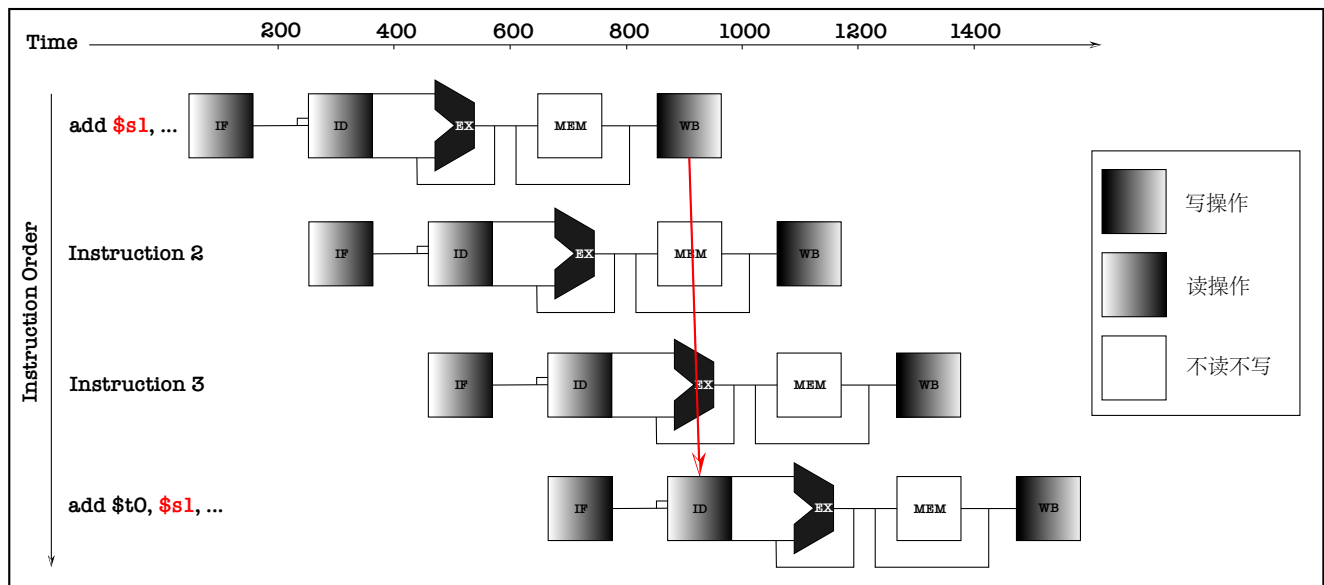 Time 200 400 600 800 1000 1200 1400
add $s1, ... IF ID EX MEM WB
Instruction 2 IF ID EX MEM WB
Instruction 3 IF ID EX MEM WB
add $t0, $s1, ... IF ID EX MEM WB
Instruction Order
写操作
读操作
不读不写